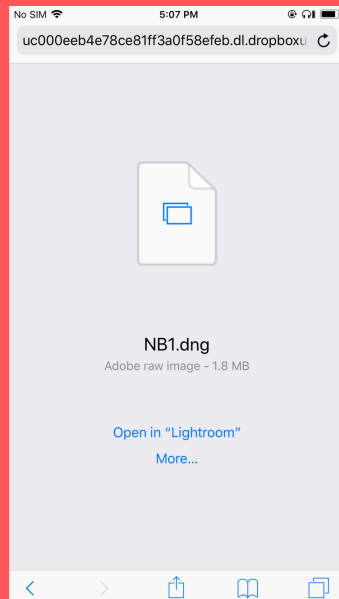 No SIM 5:07 PM
uc000eeb4e78ce81ff3a0f58efeb.dl.dropboxu
NB1.dng
Adobe raw image - 1.8 MB
Open in “Lightroom”
More...